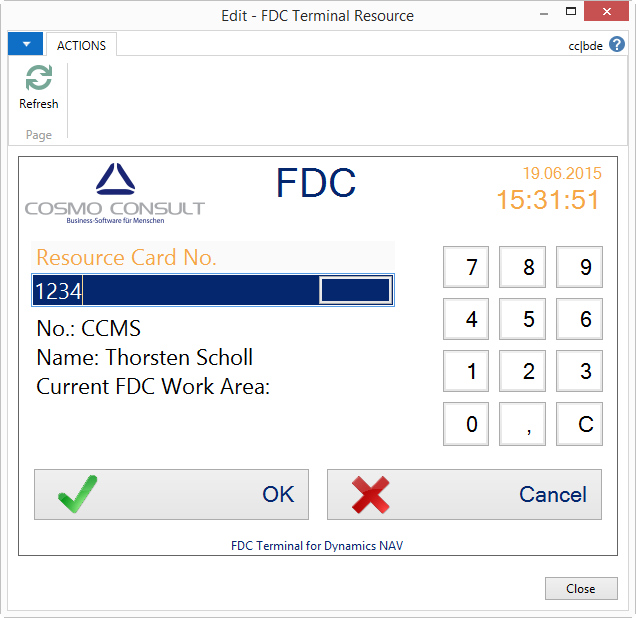 Edit - FDC Terminal Resource
ACTIONS
cc|bde ?
Refresh
Page
COSMO CONSULT
Business-Software für Menschen
FDC
19.06.2015
15:31:51
Resource Card No.
1234
No.: CCMS
Name: Thorsten Scholl
Current FDC Work Area:
7 8 9
4 5 6
1 2 3
0 , C
OK
Cancel
FDC Terminal for Dynamics NAV
Close